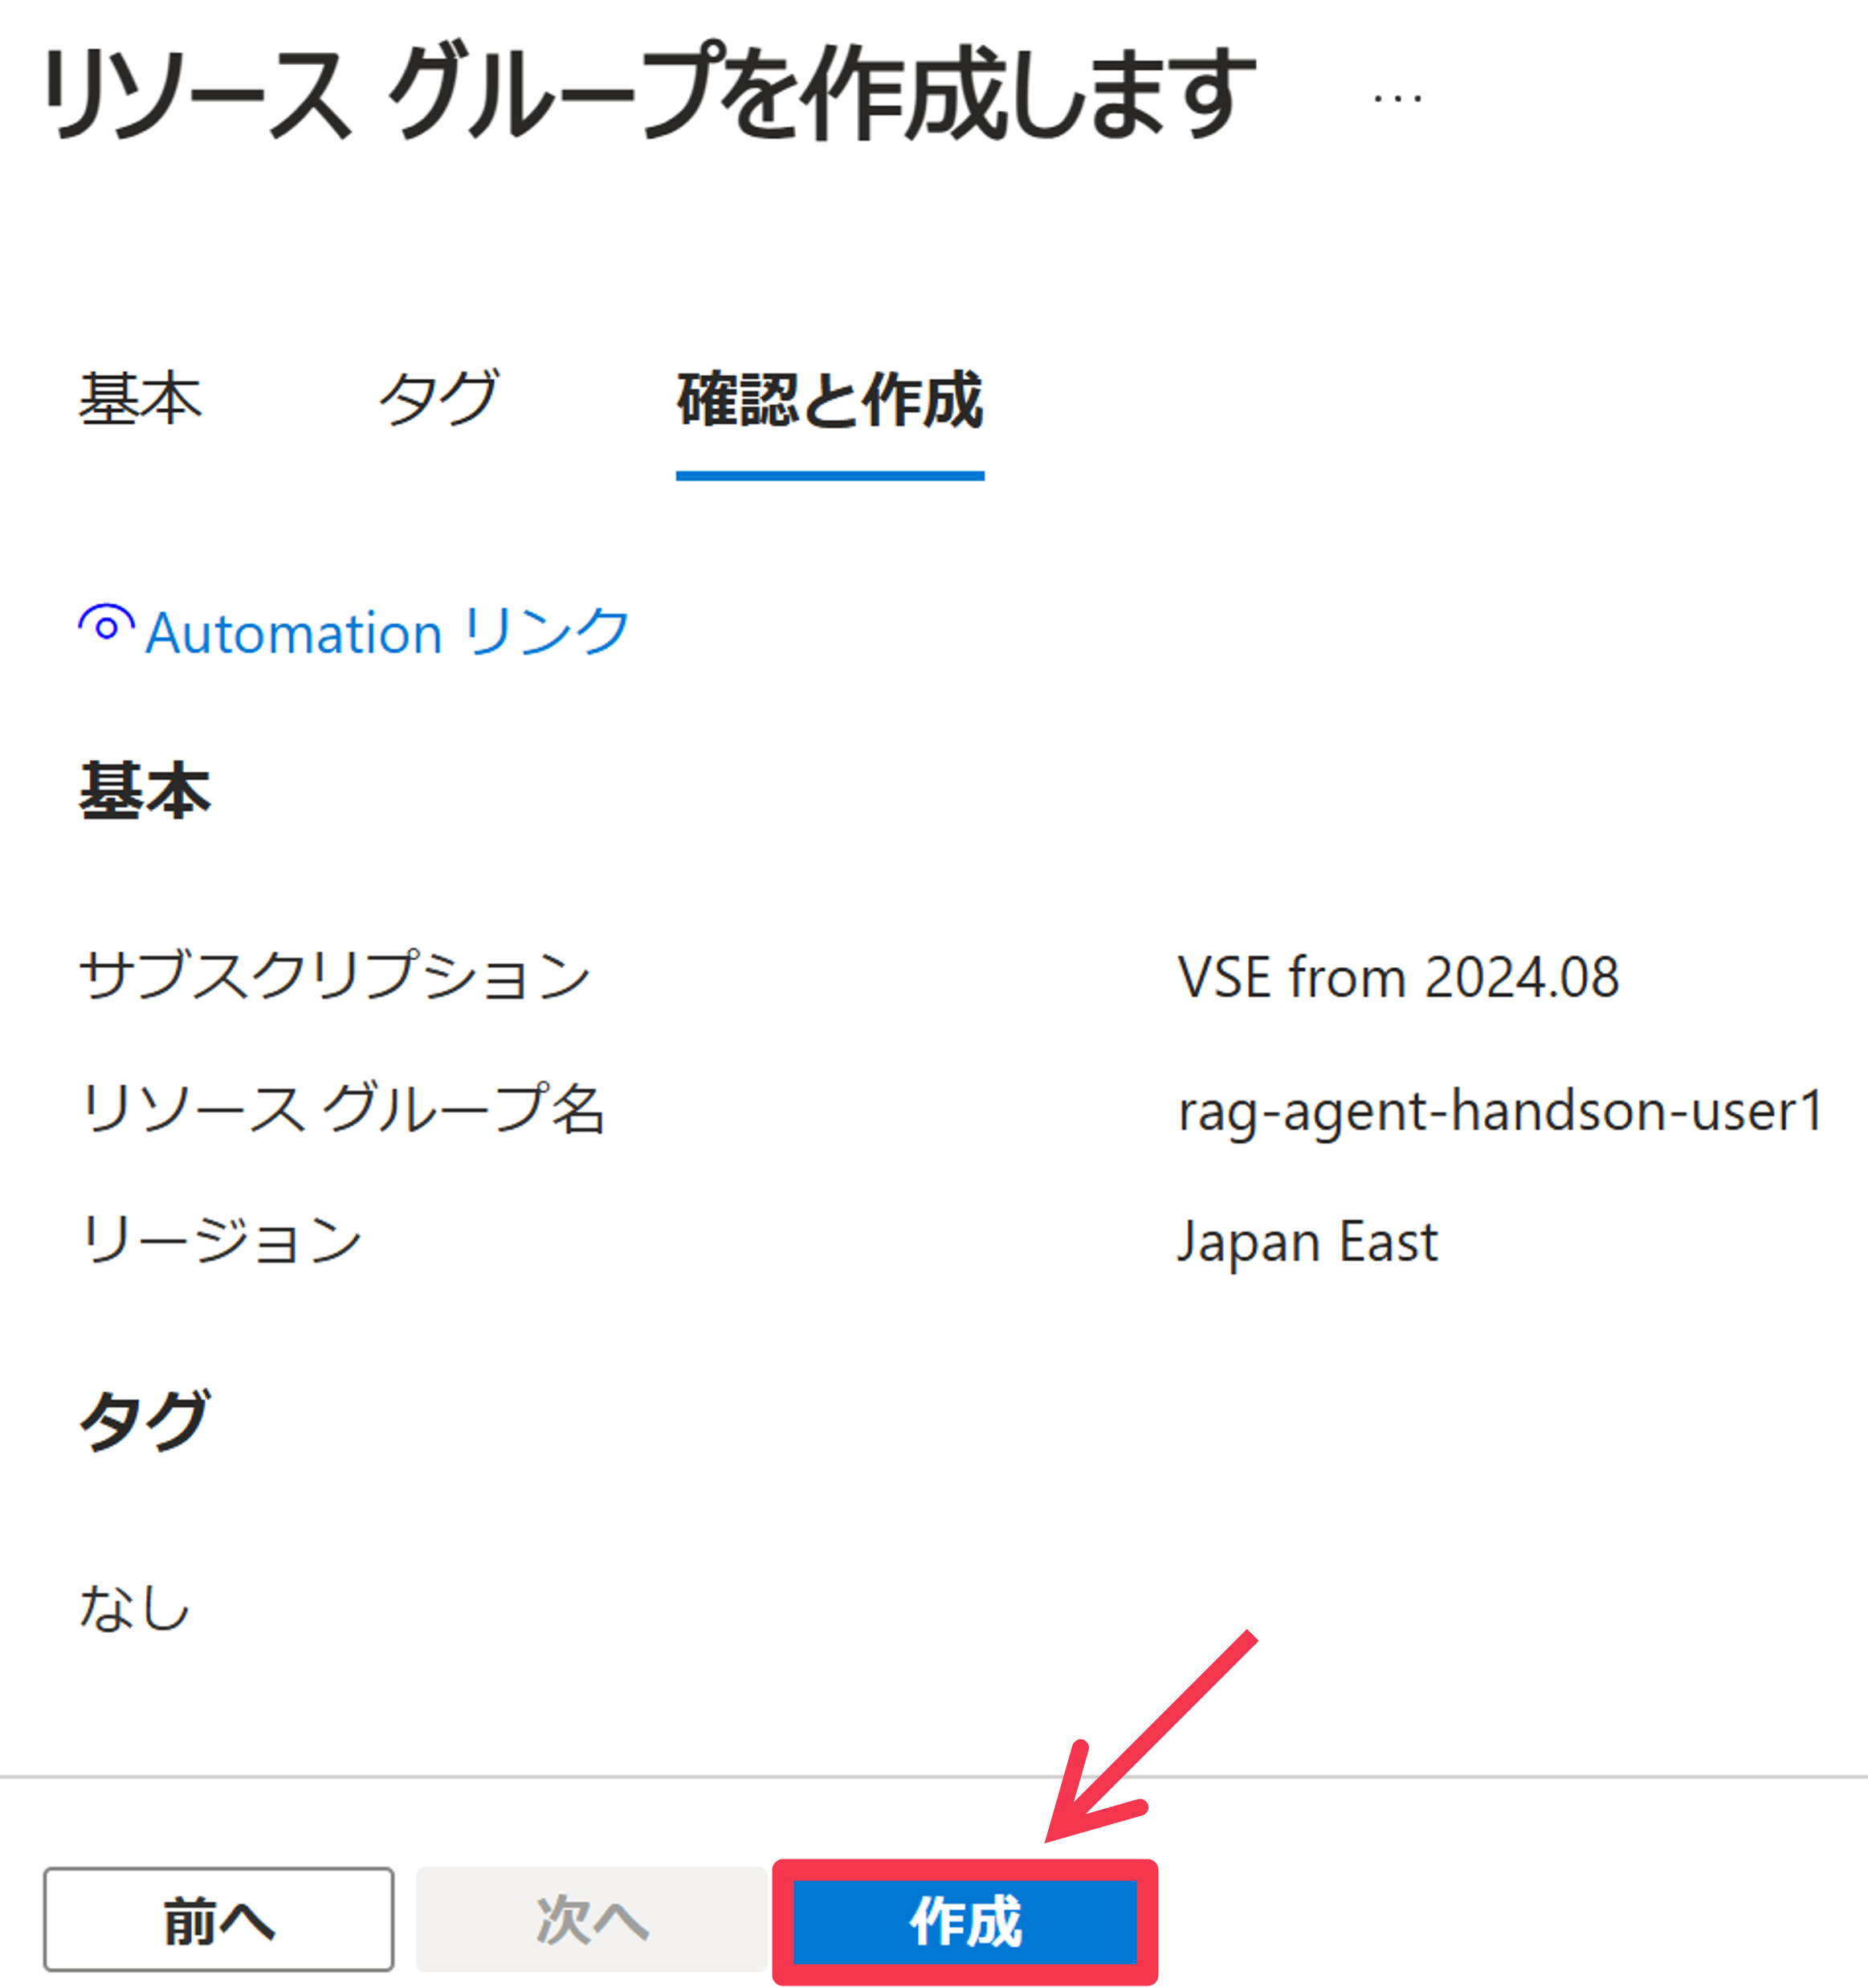 リソース グループを作成します …
基本 タグ 確認と作成
Automation リンク
基本
サブスクリプション VSE from 2024.08
リソース グループ名 rag-agent-handson-user1
リージョン Japan East
タグ
なし
前へ 次へ 作成